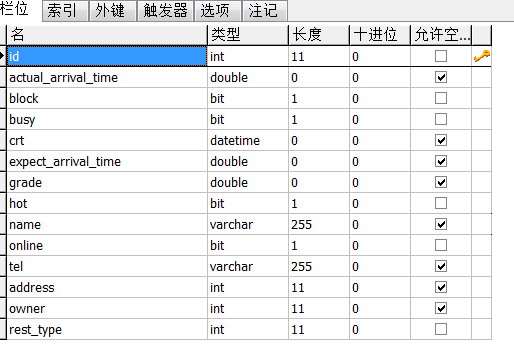 栏位 索引 外键 触发器 选项 注记
名 类型 长度 十进位 允许空...
id int 11 0
actual_arrival_time double 0 0
block bit 1 0
busy bit 1 0
crt datetime 0 0
expect_arrival_time double 0 0
grade double 0 0
hot bit 1 0
name varchar 255 0
online bit 1 0
tel varchar 255 0
address int 11 0
owner int 11 0
rest_type int 11 0